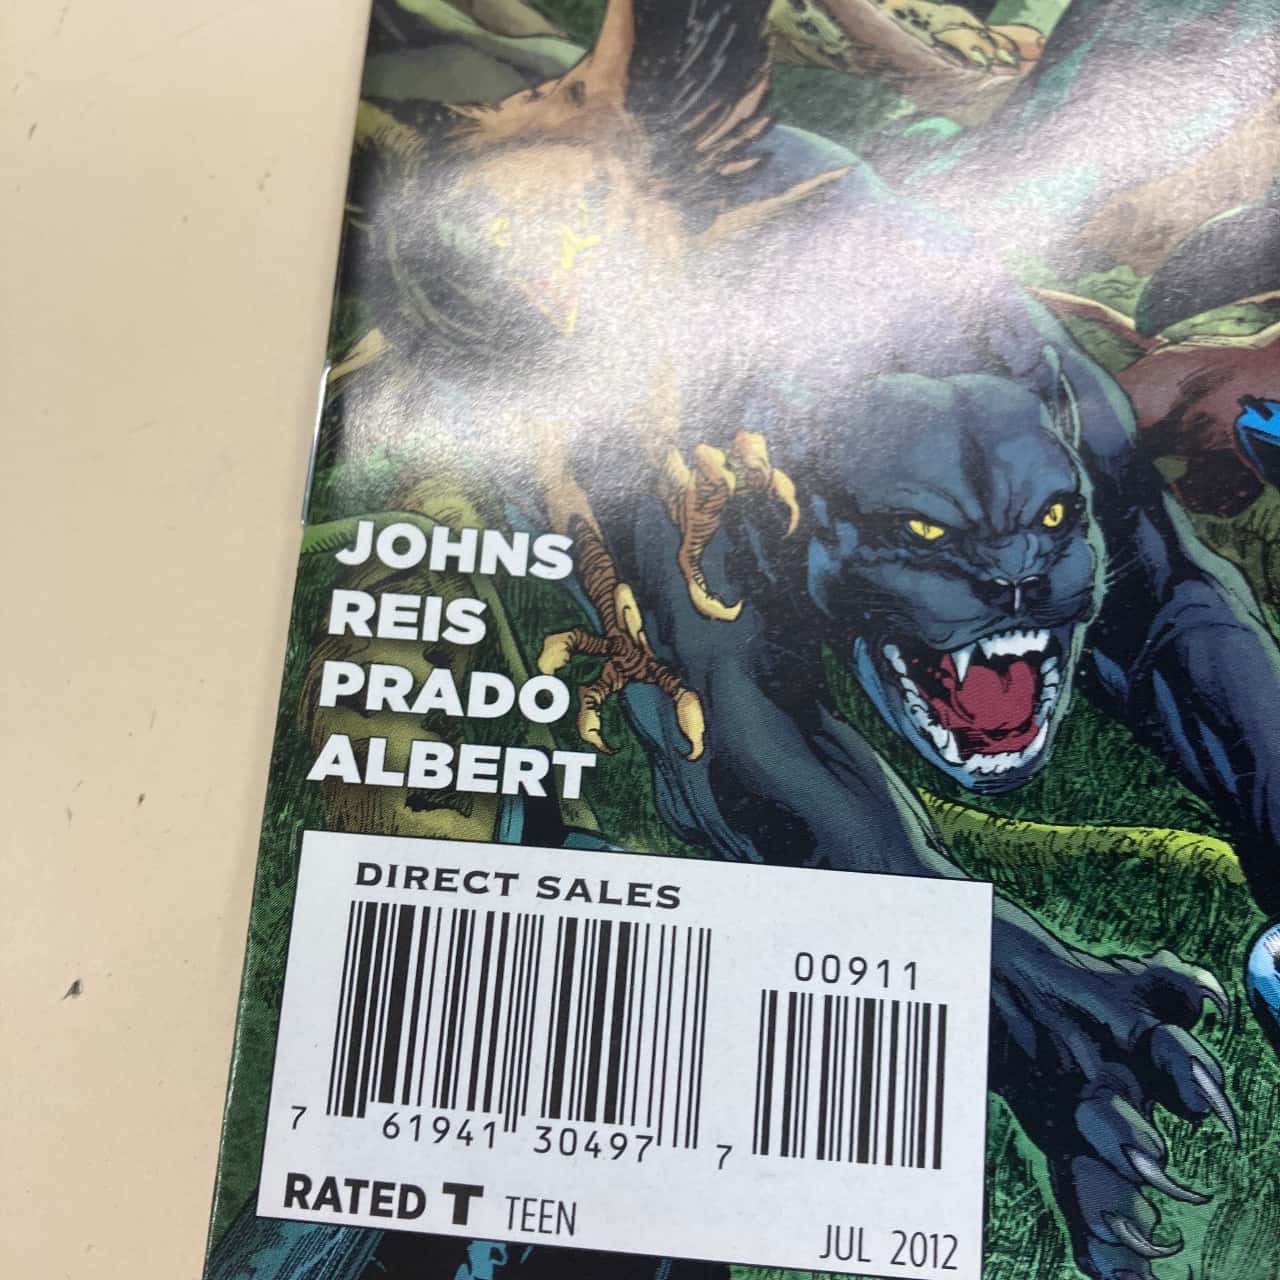 JOHNS
REIS
PRADO
ALBERT
DIRECT SALES
00911
7 61941 30497 7
RATED T TEEN
JUL 2012